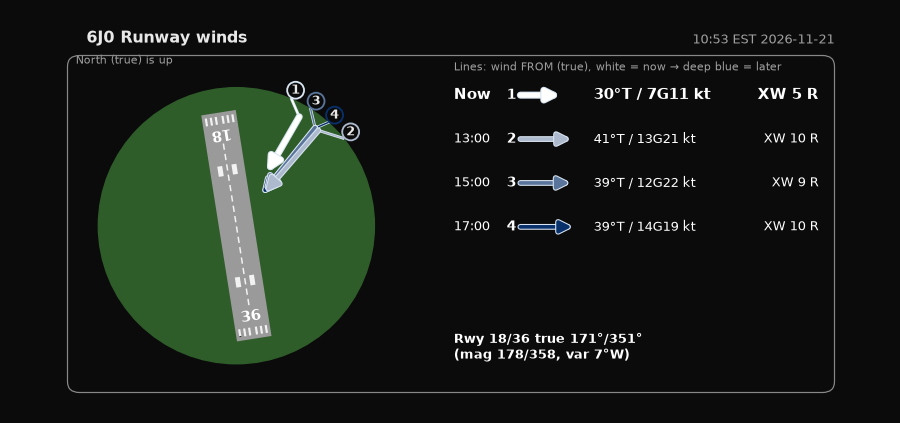 6J0 Runway winds
10:53 EST 2026-11-21
North (true) is up
Lines: wind FROM (true), white = now → deep blue = later
Now 1 30°T / 7G11 kt XW 5 R
13:00 2 41°T / 13G21 kt XW 10 R
15:00 3 39°T / 12G22 kt XW 9 R
17:00 4 39°T / 14G19 kt XW 10 R
1
3
4
2
18
36
Rwy 18/36 true 171°/351°
(mag 178/358, var 7°W)